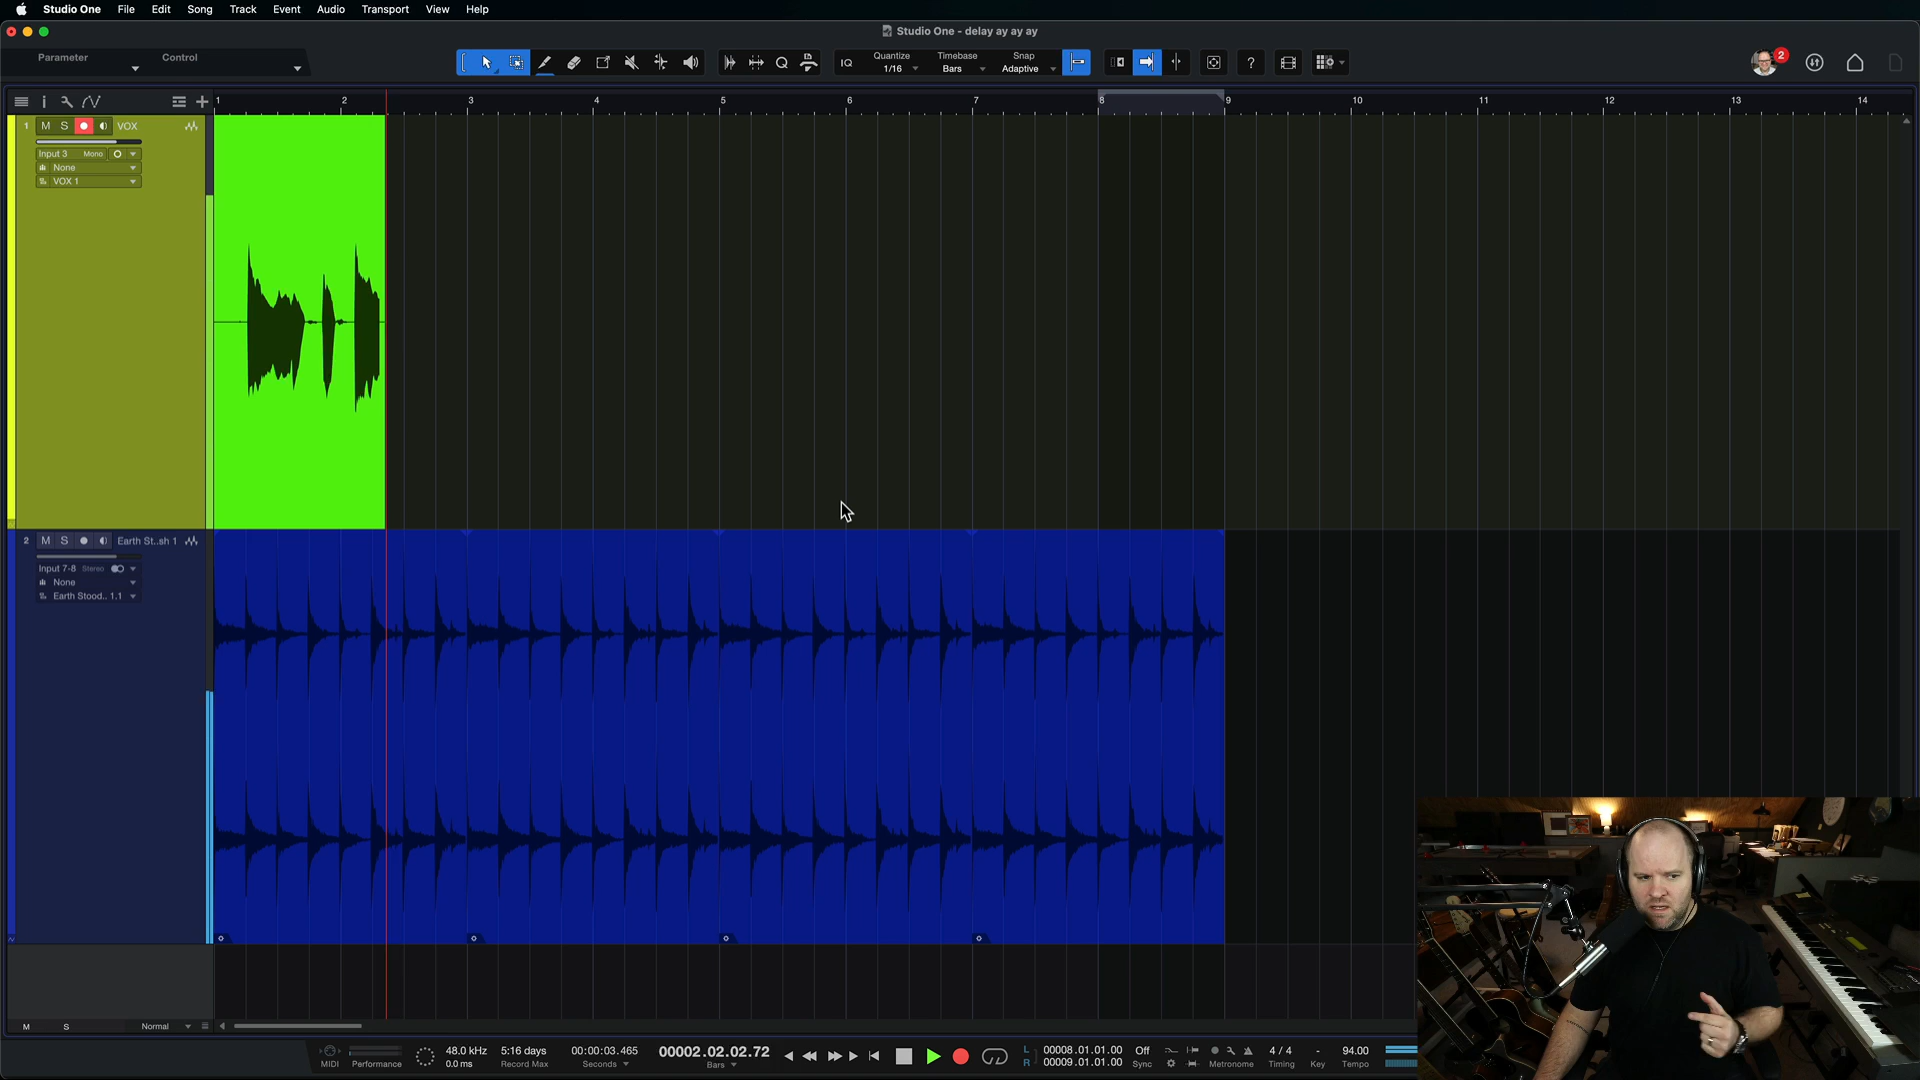 Studio One File Edit Song Track Event Audio Transport View Help
Studio One - delay ay ay ay
Parameter Control
IQ Quantize 1/16 Timebase Bars Snap Adaptive ? 2
1 2 3 4 5 6 7 8 9 10 11 12 13 14
1 M S VOX
Input 3 Mono
None
VOX 1
2 M S Earth St..sh 1
Input 7-8 Stereo
None
Earth Stood.. 1.1
M S Normal
48.0 kHz 5:16 days 00:00:03.465 00002.02.02.72 L 00008.01.01.00 Off 4 / 4 - 94.00
MIDI Performance 0.0 ms Record Max Seconds Bars R 00009.01.01.00 Sync Metronome Timing Key Tempo